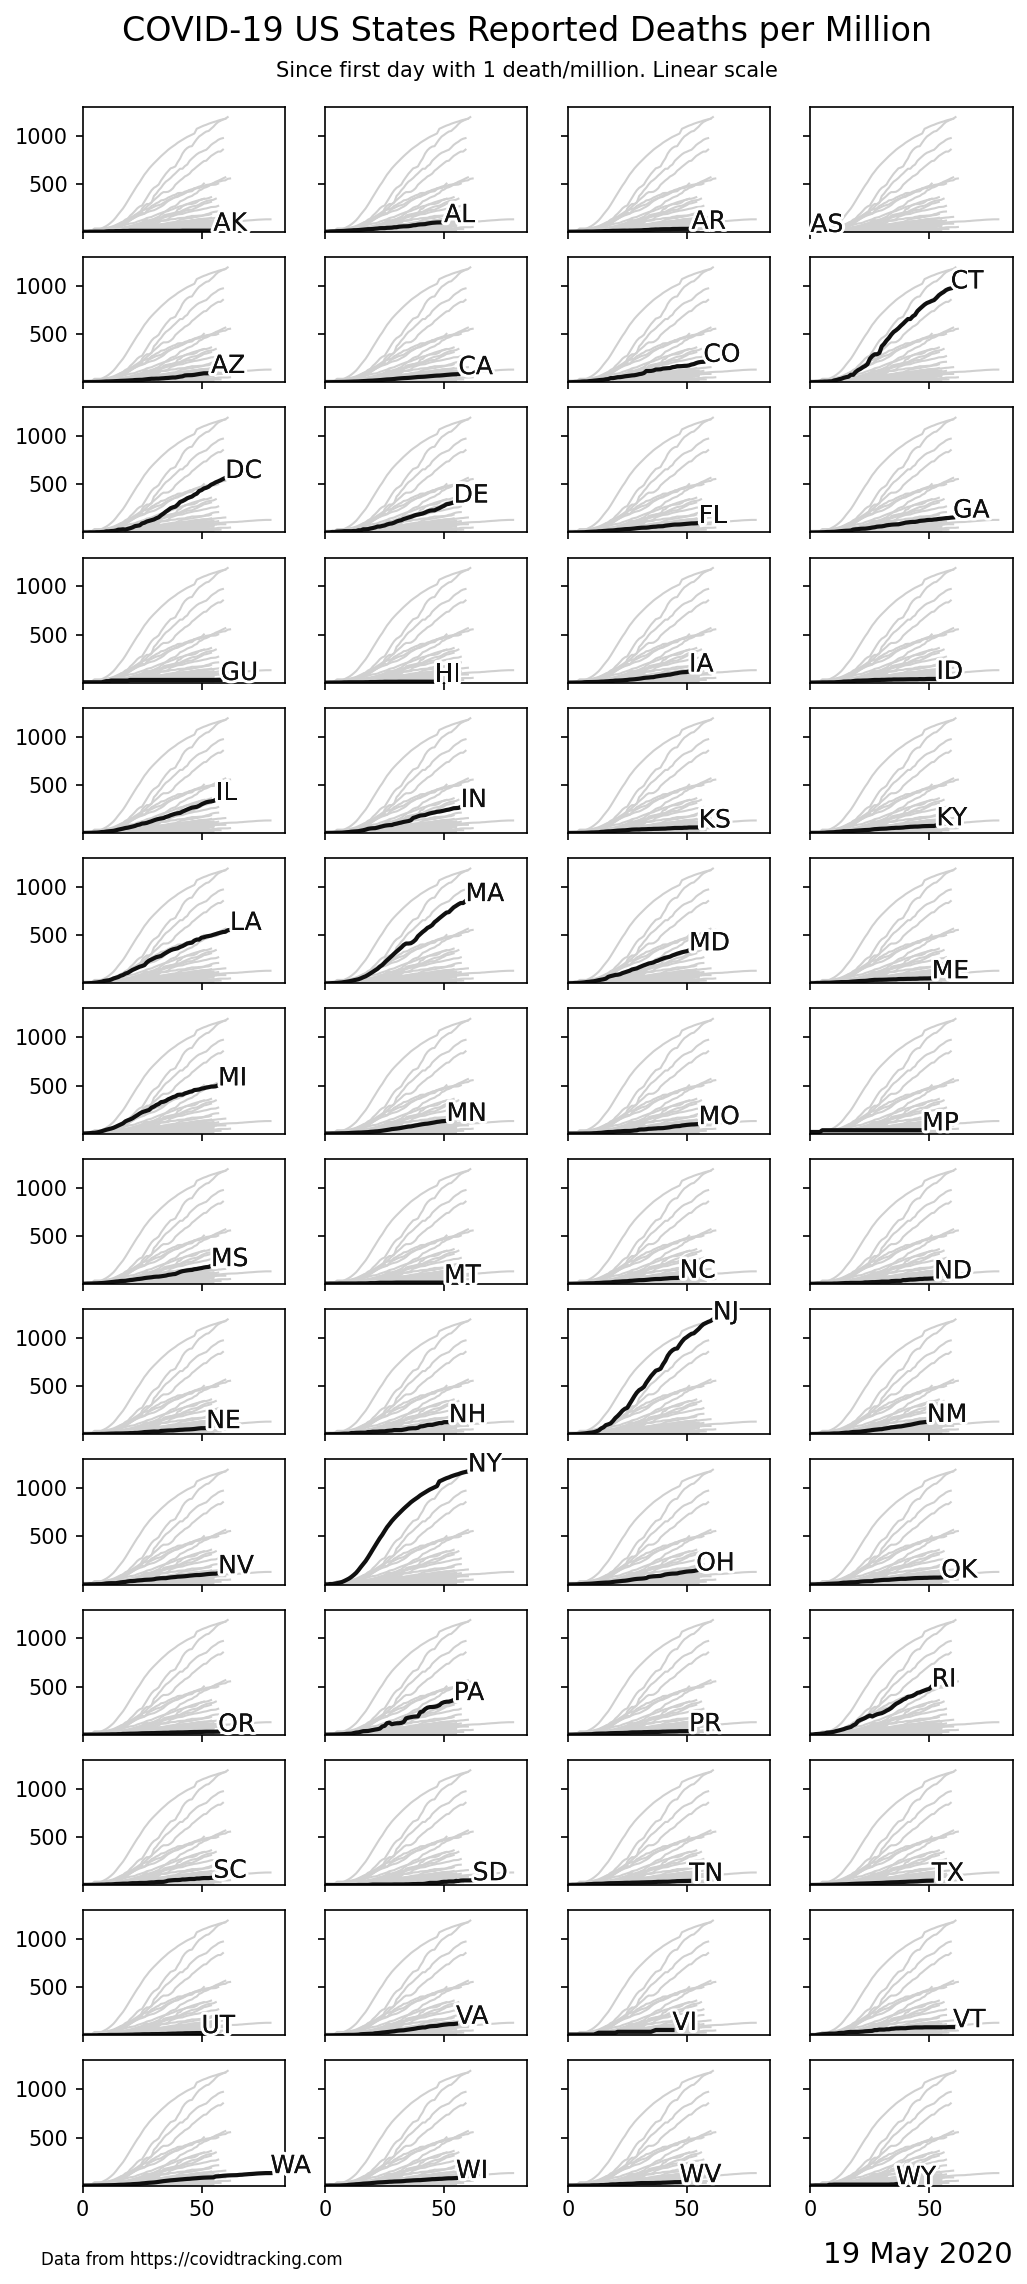 COVID-19 US States Reported Deaths per Million
Since first day with 1 death/million. Linear scale
1000
500
AK
AL
AR
AS
1000
500
AZ
CA
CO
CT
1000
500
DC
DE
FL
GA
1000
500
GU
HI
IA
ID
1000
500
IL
IN
KS
KY
1000
500
LA
MA
MD
ME
1000
500
MI
MN
MO
MP
1000
500
MS
MT
NC
ND
1000
500
NE
NH
NJ
NM
1000
500
NV
NY
OH
OK
1000
500
OR
PA
PR
RI
1000
500
SC
SD
TN
TX
1000
500
UT
VA
VI
VT
1000
500
WA
WI
WV
WY
0 50 0 50 0 50 0 50
Data from https://covidtracking.com
19 May 2020